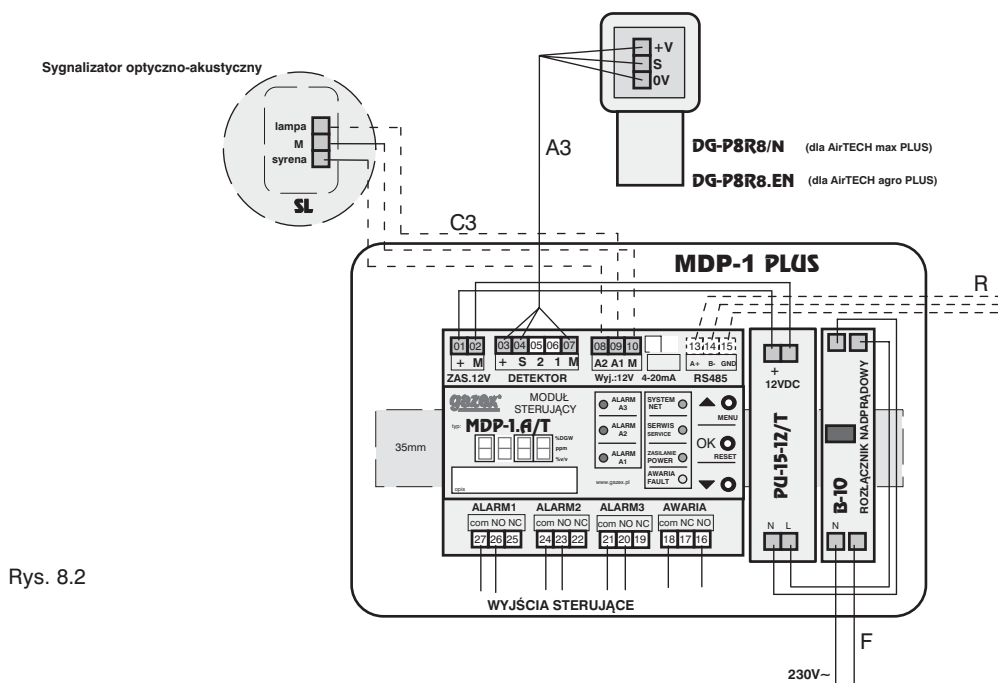 Sygnalizator optyczno-akustyczny
lampa
M
syrena
SL
+V
S
0V
A3
DG-P8R8/N (dla AirTECH max PLUS)
DG-P8R8.EN (dla AirTECH agro PLUS)
C3
MDP-1 PLUS
R
01 02 03 04 05 06 07 08 09 10 13 14 15
+ M + S 2 1 M A2 A1 M A+ B- GND
ZAS.12V DETEKTOR Wyj.:12V 4-20mA RS485
+
12VDC
PU-15-12/T
N L
B-10
ROZŁĄCZNIK NADPRĄDOWY
N
35mm
gazex®
MODUŁ
STERUJĄCY
typ: MDP-1.A/T
%DGW
ppm
%v/v
opis
ALARM
A3
ALARM
A2
ALARM
A1
www.gazex.pl
SYSTEM
NET
SERWIS
SERVICE
ZASILANIE
POWER
AWARIA
FAULT
MENU
OK
RESET
ALARM1 ALARM2 ALARM3 AWARIA
com NO NC com NO NC com NO NC com NC NO
27 26 25 24 23 22 21 20 19 18 17 16
WYJŚCIA STERUJĄCE
Rys. 8.2
F
230V~